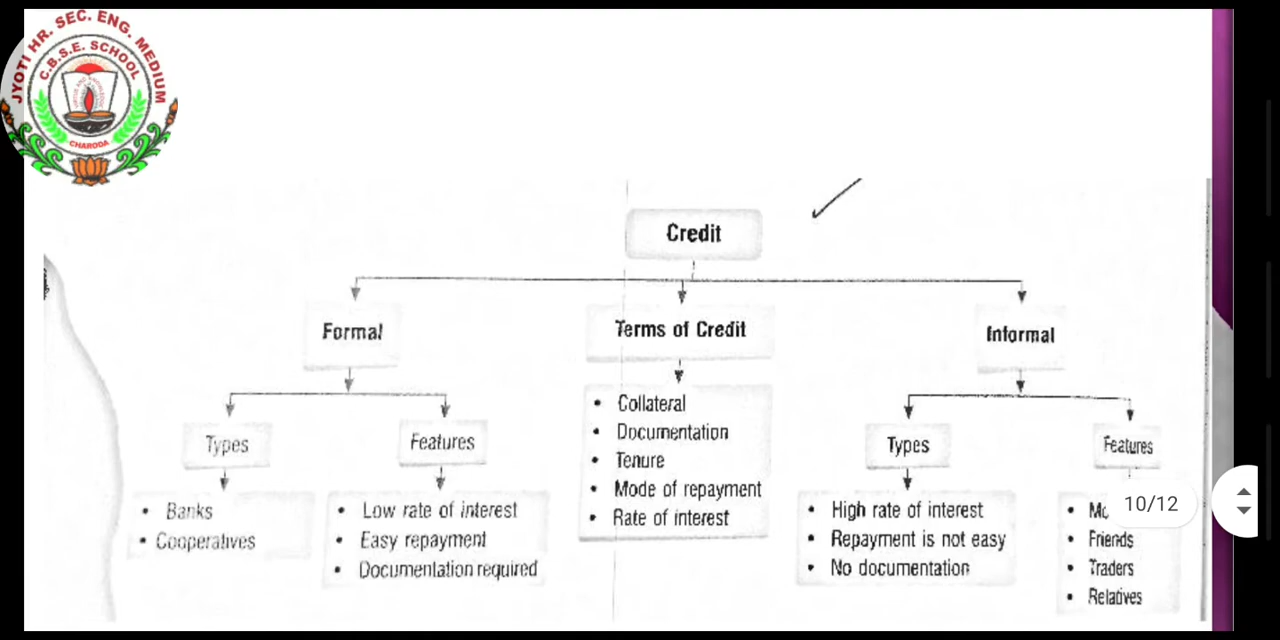 JYOTI HR. SEC. ENG. MEDIUM
C.B.S.E. SCHOOL
CHARODA
Credit
Formal
Terms of Credit
Informal
Types
Features
• Collateral
• Documentation
• Tenure
• Mode of repayment
• Rate of interest
Types
Features
• Banks
• Cooperatives
• Low rate of interest
• Easy repayment
• Documentation required
• High rate of interest
• Repayment is not easy
• No documentation
• Friends
• Traders
• Relatives
10/12